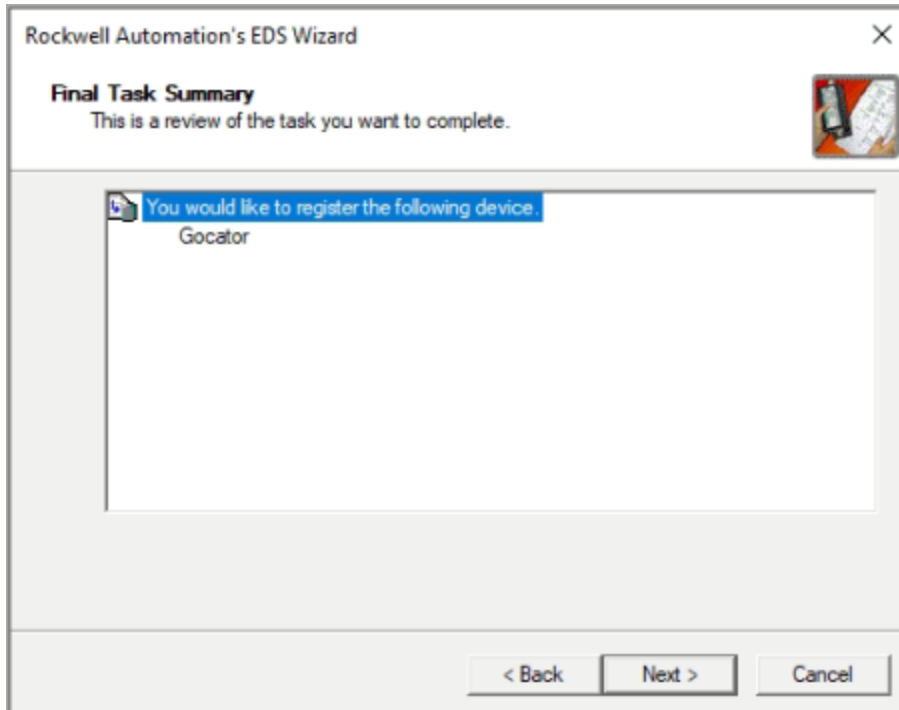 Rockwell Automation's EDS Wizard
Final Task Summary
This is a review of the task you want to complete.
You would like to register the following device.
Gocator
< Back
Next >
Cancel